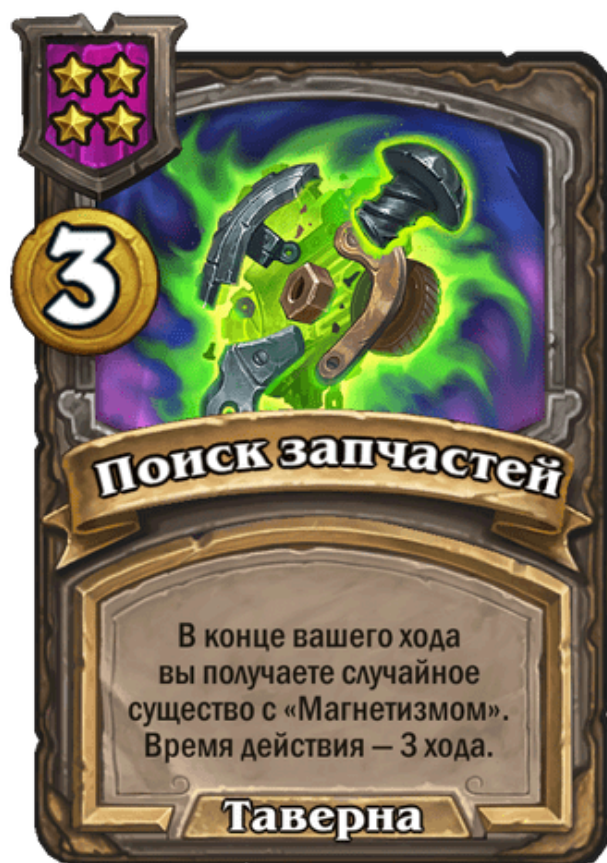 3
Поиск запчастей
В конце вашего хода
вы получаете случайное
существо с «Магнетизмом».
Время действия – 3 хода.
Таверна